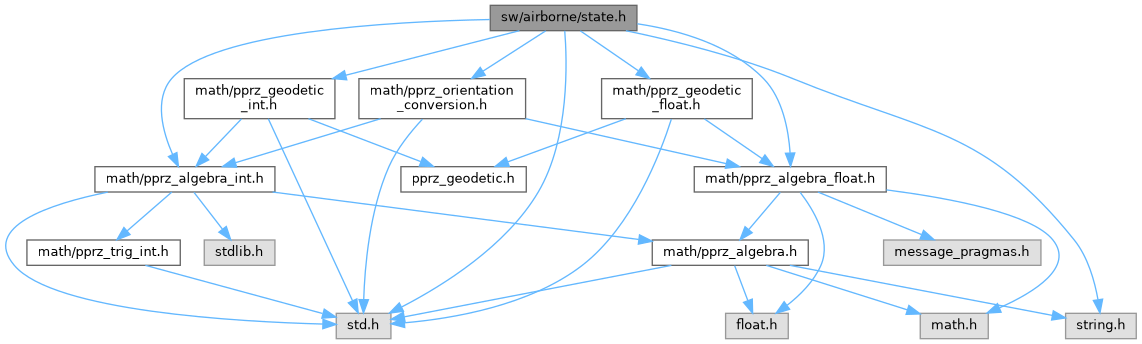 sw/airborne/state.h
math/pprz_geodetic
_int.h
math/pprz_orientation
_conversion.h
math/pprz_geodetic
_float.h
math/pprz_algebra_int.h
pprz_geodetic.h
math/pprz_algebra_float.h
math/pprz_trig_int.h
stdlib.h
math/pprz_algebra.h
message_pragmas.h
std.h
float.h
math.h
string.h